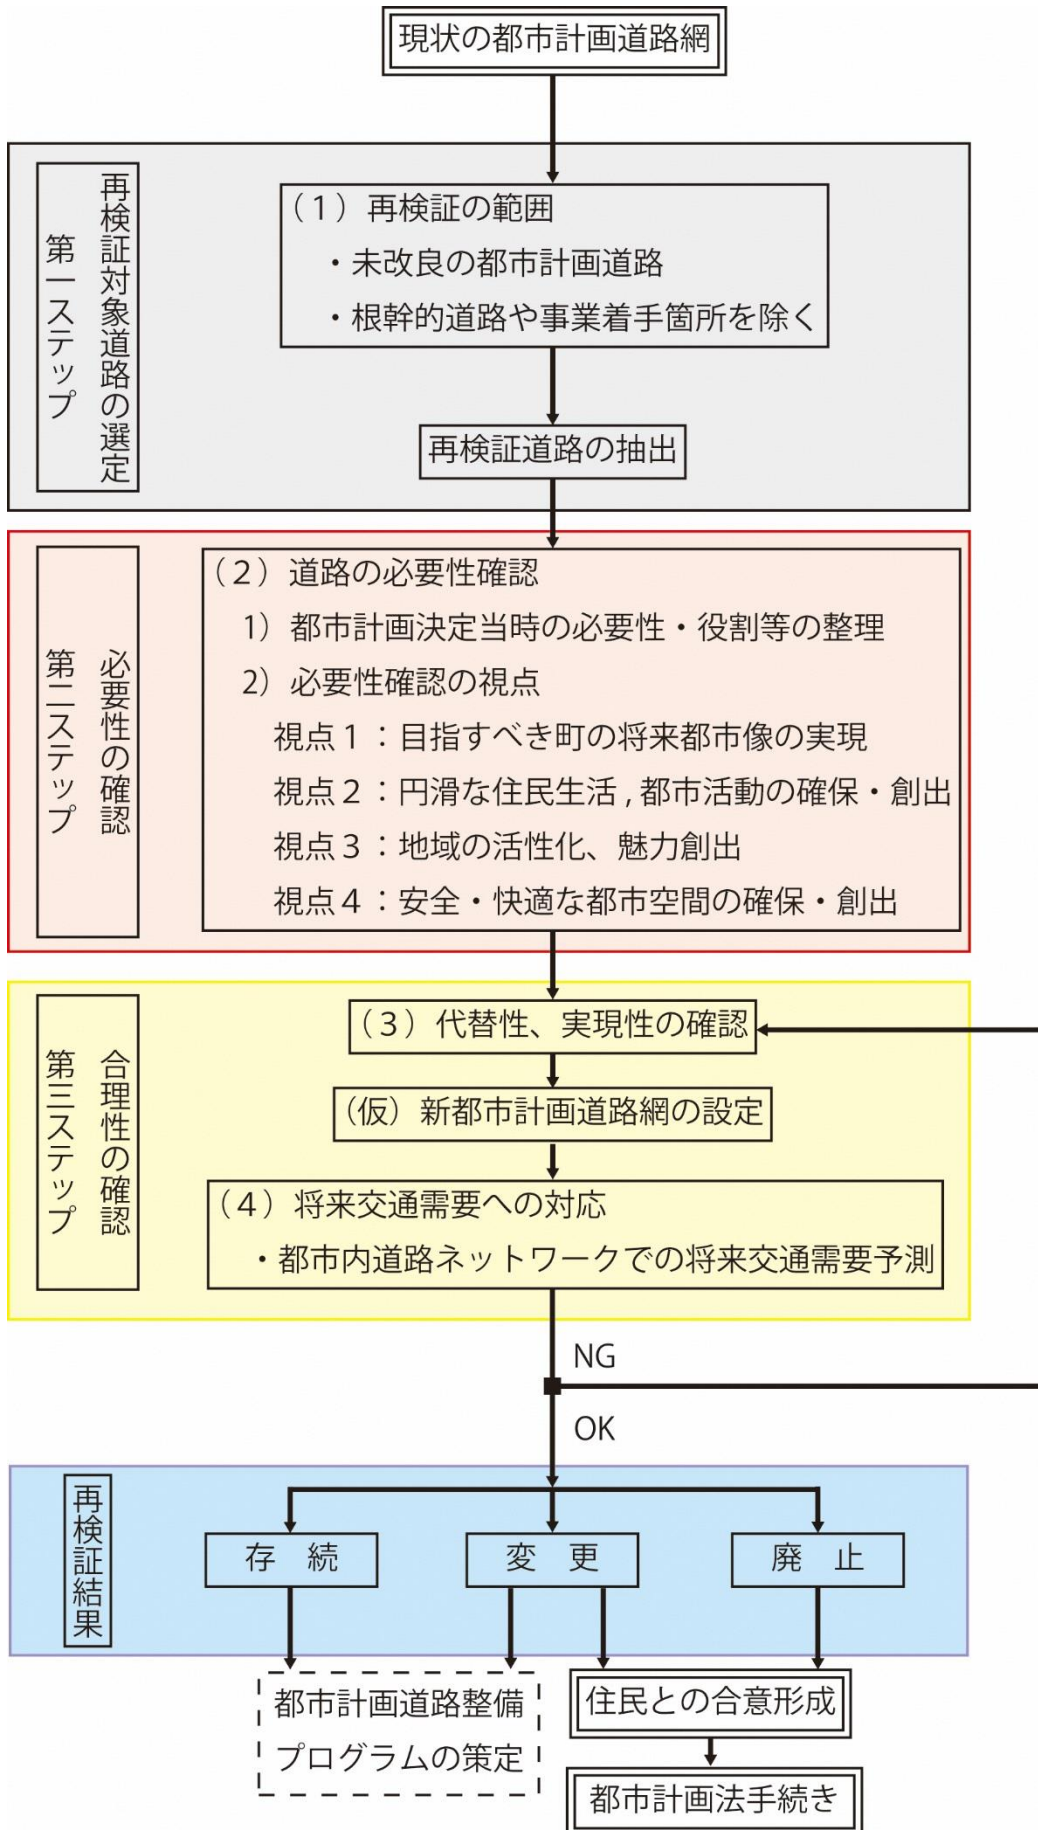 現状の都市計画道路網
再検証対象道路の選定
第一ステップ
（１）再検証の範囲
・未改良の都市計画道路
・根幹的道路や事業着手箇所を除く
再検証道路の抽出
必要性の確認
第二ステップ
（２）道路の必要性確認
1）都市計画決定当時の必要性・役割等の整理
2）必要性確認の視点
視点１：目指すべき町の将来都市像の実現
視点２：円滑な住民生活,都市活動の確保・創出
視点３：地域の活性化、魅力創出
視点４：安全・快適な都市空間の確保・創出
合理性の確認
第三ステップ
（３）代替性、実現性の確認
（仮）新都市計画道路網の設定
（４）将来交通需要への対応
・都市内道路ネットワークでの将来交通需要予測
NG
OK
再検証結果
存　続
変　更
廃　止
都市計画道路整備
プログラムの策定
住民との合意形成
都市計画法手続き